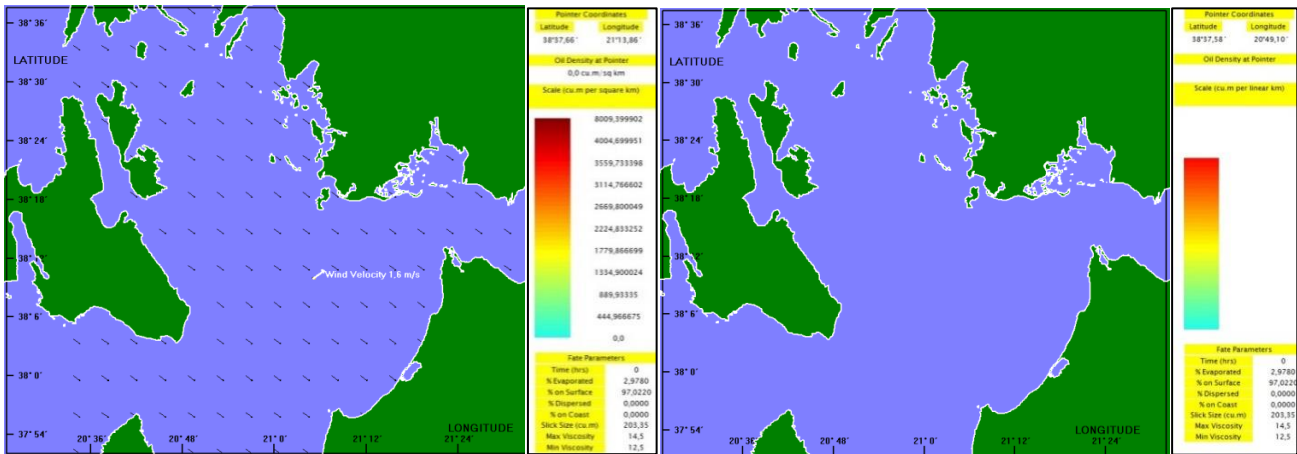 38° 36'
LATITUDE
38° 30'
38° 24'
38° 18'
38° 12'
Wind Velocity 1,6 m/s
38° 6'
38° 0'
LONGITUDE
37° 54'
20° 36' 20° 48' 21° 0' 21° 12' 21° 24'
Pointer Coordinates
Latitude Longitude
38°37,66' 21°13,86'
Oil Density at Pointer
0,0 cu.m/sq km
Scale (cu.m per square km)
8009,399902
4004,699951
3559,733398
3114,766602
2669,800049
2224,833252
1779,866699
1334,900024
889,93335
444,966675
0,0
Fate Parameters
Time (hrs) 0
%Evaporated 2,9780
% on Surface 97,0220
% Dispersed 0,0000
% on Coast 0,0000
Slick Size (cu.m) 203,35
Max Viscosity 14,5
Min Viscosity 12,5
38° 36'
LATITUDE
38° 30'
38° 24'
38° 18'
38° 6'
38° 0'
LONGITUDE
37° 54'
20° 36' 20° 48' 21° 0' 21° 12' 21° 24'
Pointer Coordinates
Latitude Longitude
38°37,58' 20°49,10'
Oil Density at Pointer
Scale (cu.m per linear km)
Fate Parameters
Time (hrs) 0
%Evaporated 2,9780
% on Surface 97,0220
% Dispersed 0,0000
% on Coast 0,0000
Slick Size (cu.m) 203,35
Max Viscosity 14,5
Min Viscosity 12,5